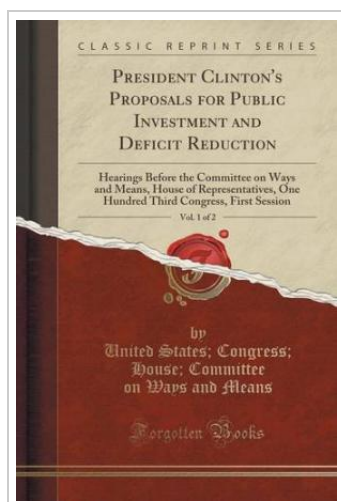 CLASSIC REPRINT SERIES
PRESIDENT CLINTON'S
PROPOSALS FOR PUBLIC
INVESTMENT AND
DEFICIT REDUCTION
Hearings Before the Committee on Ways
and Means, House of Representatives, One
Hundred Third Congress, First Session
Vol. 1 of 2
by
United States; Congress;
House; Committee
on Ways and Means
Forgotten Books